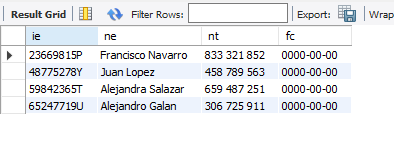 Result Grid Filter Rows: Export: Wrap
ie ne nt fc
23669815P Francisco Navarro 833 321 852 0000-00-00
48775278Y Juan Lopez 458 789 563 0000-00-00
59842365T Alejandra Salazar 659 487 251 0000-00-00
65247719U Alejandro Galan 306 725 911 0000-00-00